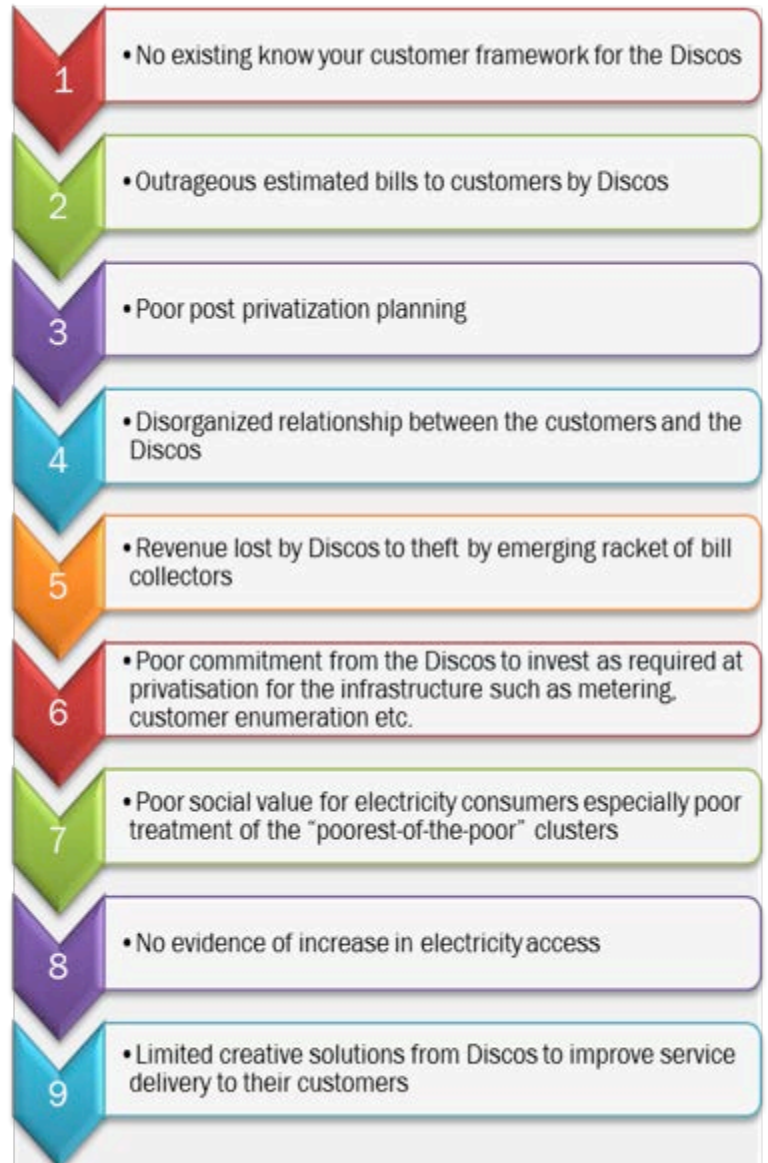 1
• No existing know your customer framework for the Discos
2
• Outrageous estimated bills to customers by Discos
3
• Poor post privatization planning
4
• Disorganized relationship between the customers and the
Discos
5
• Revenue lost by Discos to theft by emerging racket of bill
collectors
6
• Poor commitment from the Discos to invest as required at
privatisation for the infrastructure such as metering,
customer enumeration etc.
7
• Poor social value for electricity consumers especially poor
treatment of the “poorest-of-the-poor” clusters
8
• No evidence of increase in electricity access
9
• Limited creative solutions from Discos to improve service
delivery to their customers